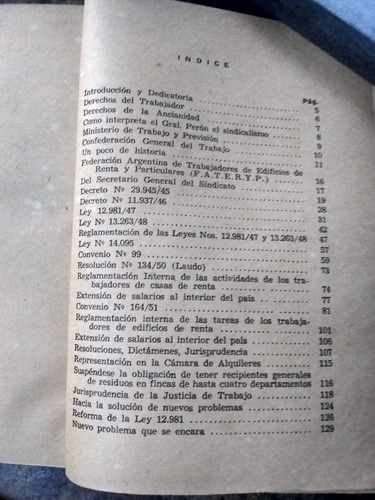 INDICE
Pág.
Introducción y Dedicatoria 5
Derechos del Trabajador 6
Derechos de la Ancianidad 7
Como interpreta el Gral. Perón el sindicalismo 8
Ministerio de Trabajo y Previsión 9
Confederación General del Trabajo 10
Un poco de historia 11
Federación Argentina de Trabajadores de Edificios de
Renta y Particulares (F.A.T.E.R.Y.P.) 16
Del Secretario General del Sindicato 17
Decreto Nº 29.945/45 19
Decreto Nº 11.937/46 28
Ley 12.981/47 33
Ley Nº 13.263/48 42
Reglamentación de las Leyes Nos. 12.981/47 y 13.263/48 47
Ley Nº 14.095 57
Convenio Nº 99 59
Resolución Nº 134/50 (Laudo) 73
Reglamentación Interna de las actividades de los tra-
bajadores de casas de renta 74
Extensión de salarios al interior del país 77
Convenio Nº 164/51 81
Reglamentación interna de las tareas de los trabaja-
dores de edificios de renta 101
Extensión de salarios al interior del país 106
Resoluciones, Dictámenes, Jurisprudencia 107
Representación en la Cámara de Alquileres 115
Suspéndese la obligación de tener recipientes generales
de residuos en fincas de hasta cuatro departamentos 116
Jurisprudencia de la Justicia de Trabajo 118
Hacia la solución de nuevos problemas 124
Reforma de la Ley 12.981 126
Nuevo problema que se encara 129